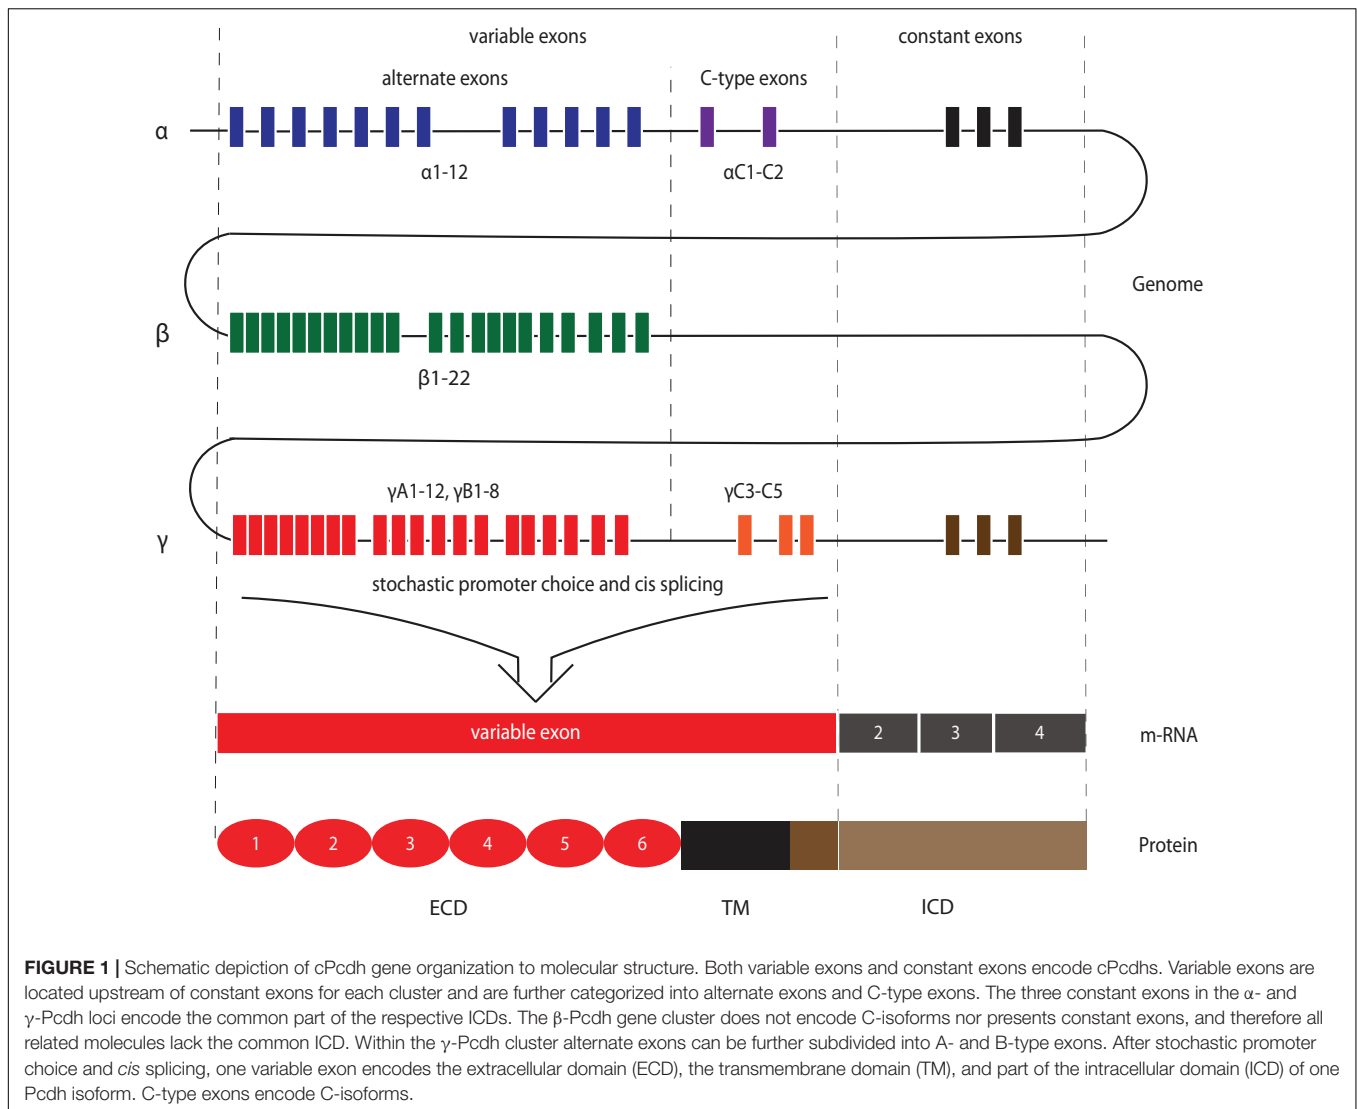 variable exons
constant exons
alternate exons
C-type exons
α
α1-12
αC1-C2
Genome
β
β1-22
γA1-12, γB1-8
γC3-C5
γ
stochastic promoter choice and cis splicing
variable exon
2
3
4
m-RNA
1
2
3
4
5
6
Protein
ECD
TM
ICD
FIGURE 1 | Schematic depiction of cPcdh gene organization to molecular structure. Both variable exons and constant exons encode cPcdhs. Variable exons are
located upstream of constant exons for each cluster and are further categorized into alternate exons and C-type exons. The three constant exons in the α- and
γ-Pcdh loci encode the common part of the respective ICDs. The β-Pcdh gene cluster does not encode C-isoforms nor presents constant exons, and therefore all
related molecules lack the common ICD. Within the γ-Pcdh cluster alternate exons can be further subdivided into A- and B-type exons. After stochastic promoter
choice and cis splicing, one variable exon encodes the extracellular domain (ECD), the transmembrane domain (TM), and part of the intracellular domain (ICD) of one
Pcdh isoform. C-type exons encode C-isoforms.